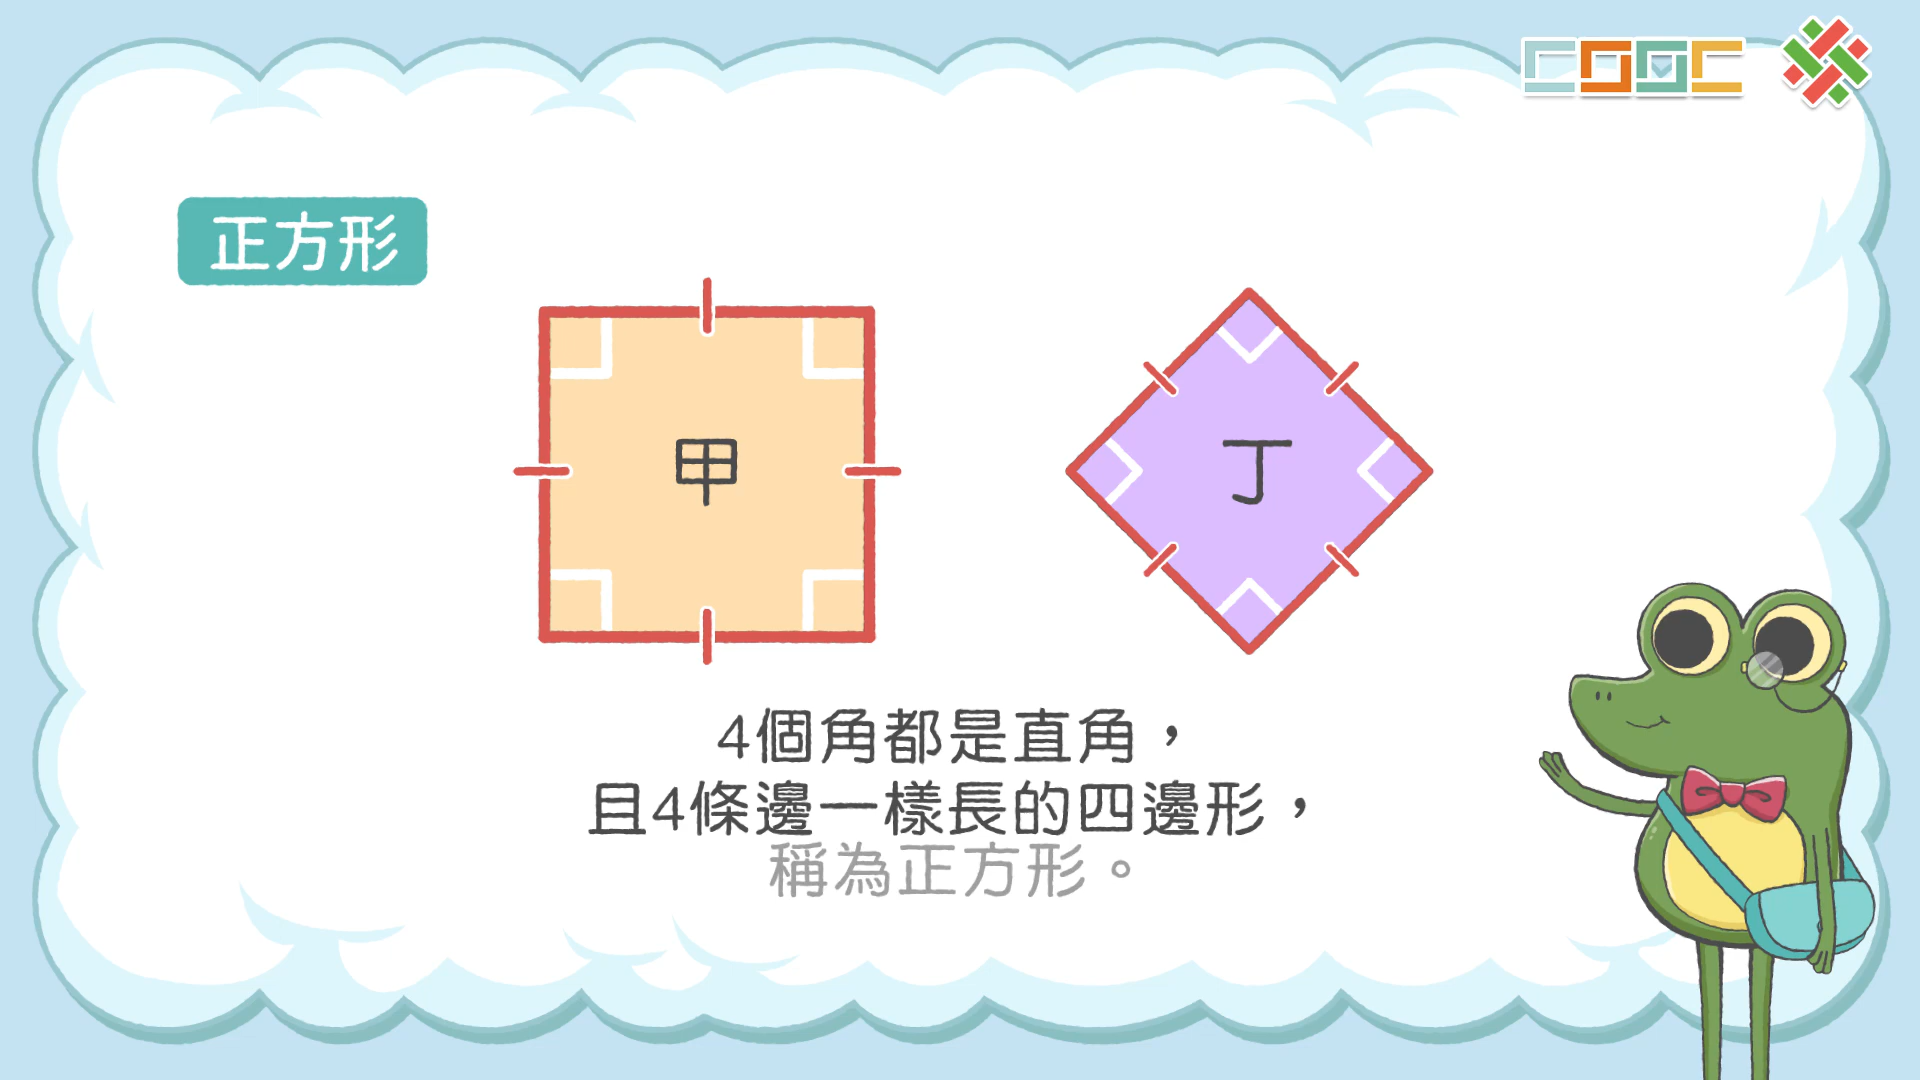 COOC
正方形
甲
丁
4個角都是直角，
且4條邊一樣長的四邊形，
稱為正方形。